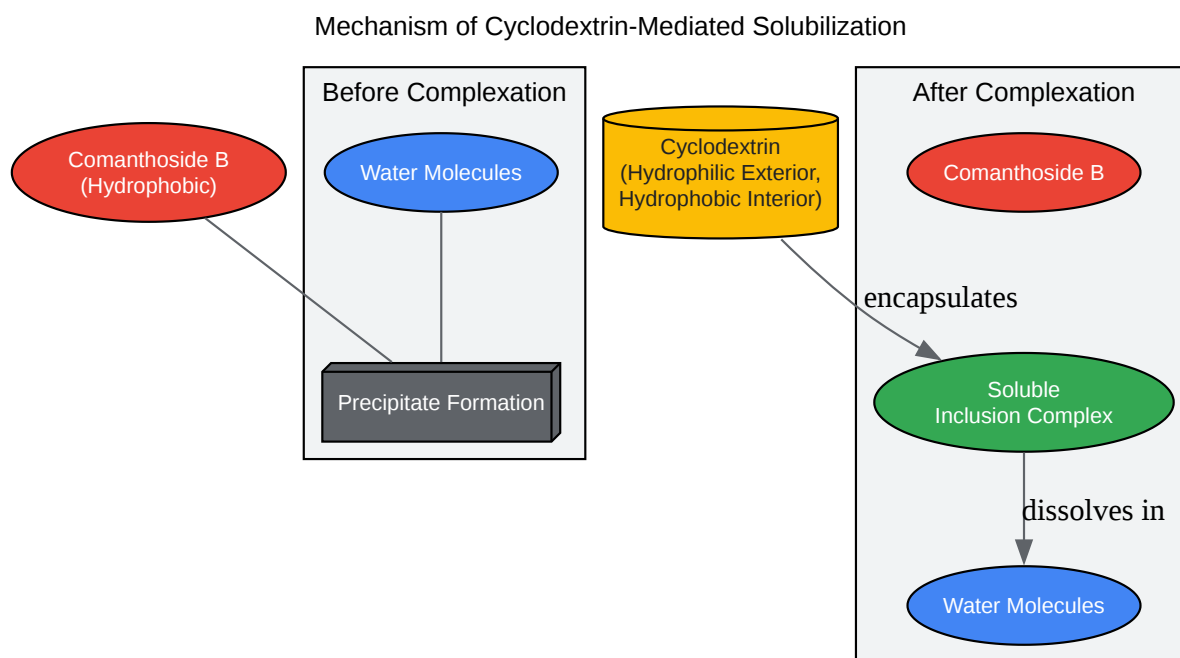 Mechanism of Cyclodextrin-Mediated Solubilization
Before Complexation
Comanthoside B
(Hydrophobic)
Water Molecules
Precipitate Formation
Cyclodextrin
(Hydrophilic Exterior,
Hydrophobic Interior)
encapsulates
After Complexation
Comanthoside B
Soluble
Inclusion Complex
dissolves in
Water Molecules